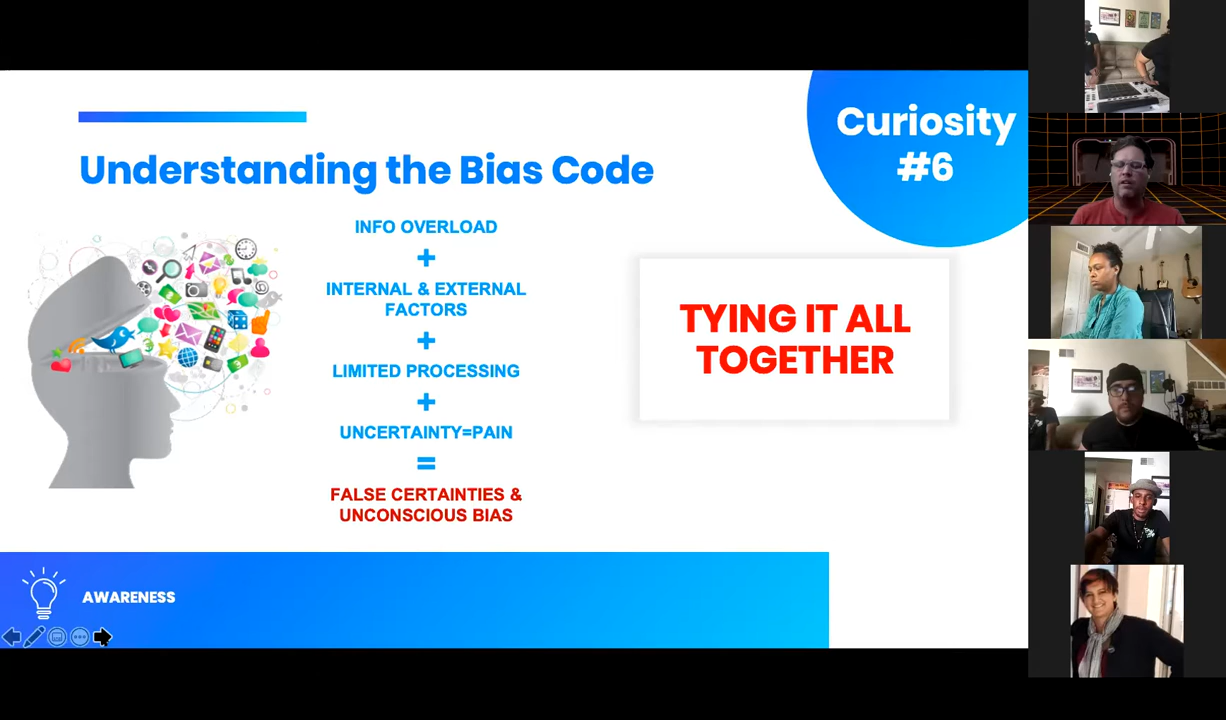 Curiosity
#6
Understanding the Bias Code
INFO OVERLOAD
+
INTERNAL & EXTERNAL
FACTORS
+
LIMITED PROCESSING
+
UNCERTAINTY=PAIN
=
FALSE CERTAINTIES &
UNCONSCIOUS BIAS
TYING IT ALL
TOGETHER
AWARENESS